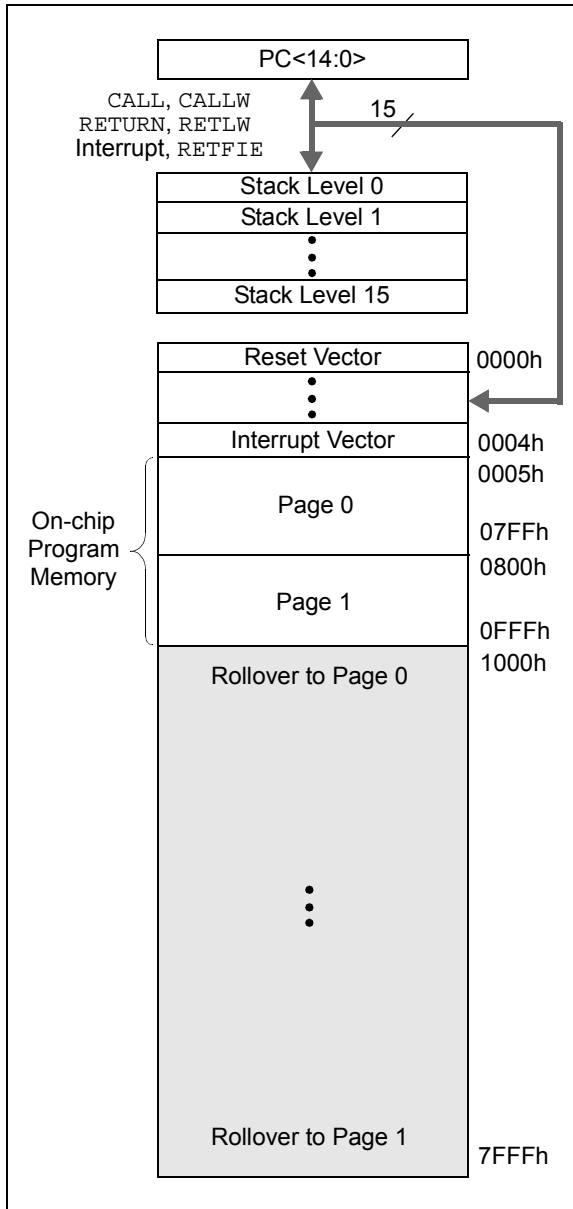 PC<14:0>
CALL, CALLW
RETURN, RETLW
Interrupt, RETFIE
15
Stack Level 0
Stack Level 1
Stack Level 15
Reset Vector
0000h
Interrupt Vector
0004h
0005h
On-chip
Program
Memory
Page 0
07FFh
0800h
Page 1
0FFFh
1000h
Rollover to Page 0
Rollover to Page 1
7FFFh